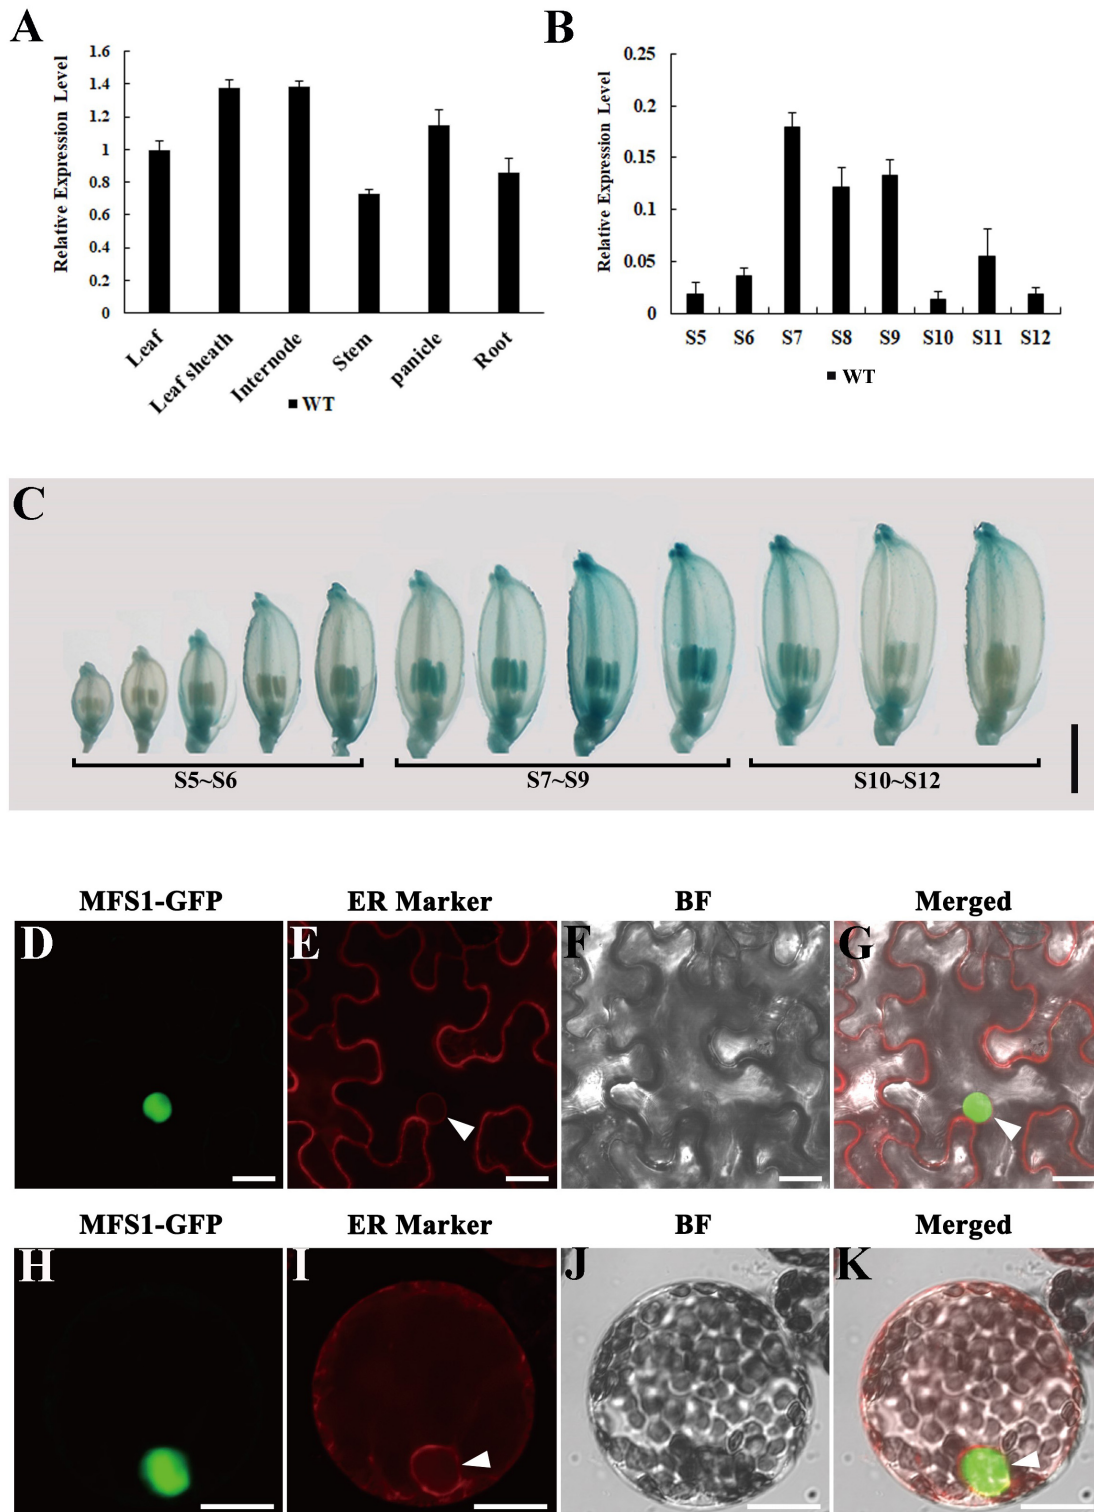 A
B
Relative Expression Level
1.6
1.4
1.2
1
0.8
0.6
0.4
0.2
0
Leaf
Leaf sheath
Internode
Stem
panicle
Root
WT
Relative Expression Level
0.25
0.2
0.15
0.1
0.05
0
S5 S6 S7 S8 S9 S10 S11 S12
WT
C
S5~S6 S7~S9 S10~S12
MFS1-GFP ER Marker BF Merged
D E F G
MFS1-GFP ER Marker BF Merged
H I J K